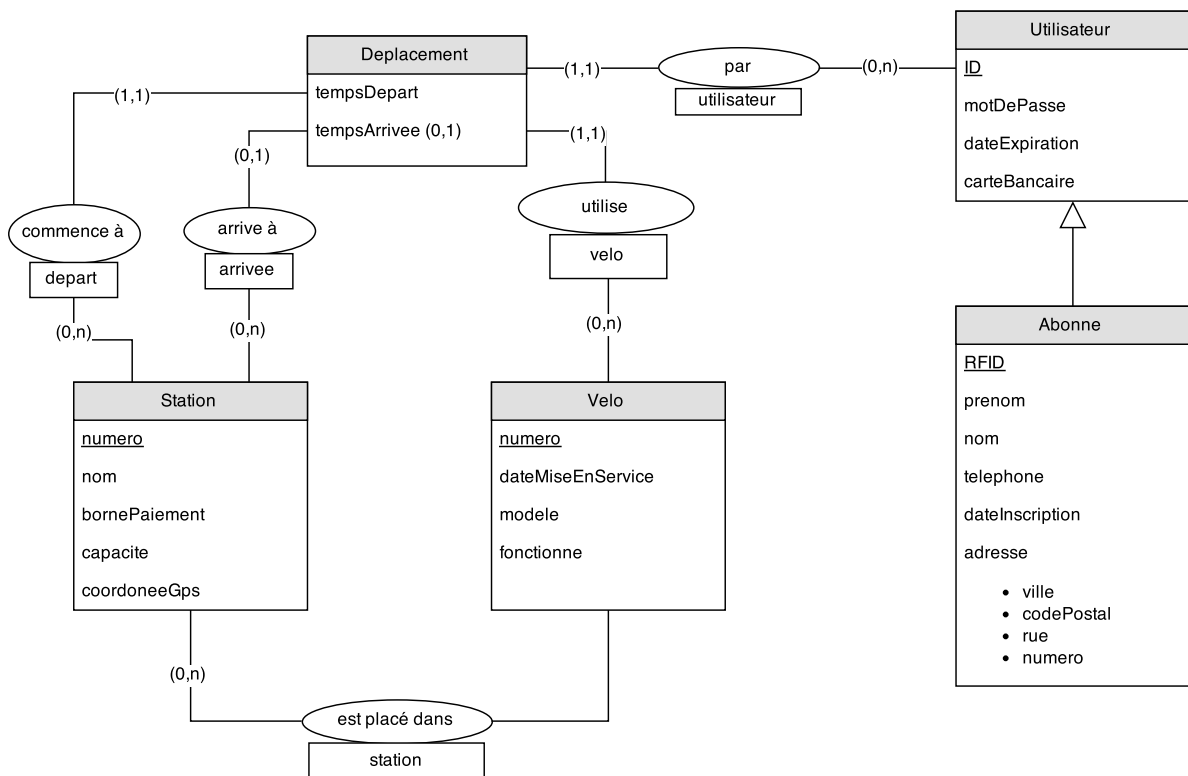 Utilisateur
ID
motDePasse
dateExpiration
carteBancaire
Deplacement
tempsDepart
tempsArrivee (0,1)
(1,1)
par
utilisateur
(0,n)
(1,1)
(0,1)
(1,1)
commence à
depart
arrive à
arrivee
utilise
velo
(0,n)
(0,n)
(0,n)
Abonne
RFID
prenom
nom
telephone
dateInscription
adresse
• ville
• codePostal
• rue
• numero
Station
numero
nom
bornePaiement
capacite
coordoneeGps
Velo
numero
dateMiseEnService
modele
fonctionne
(0,n)
est placé dans
station